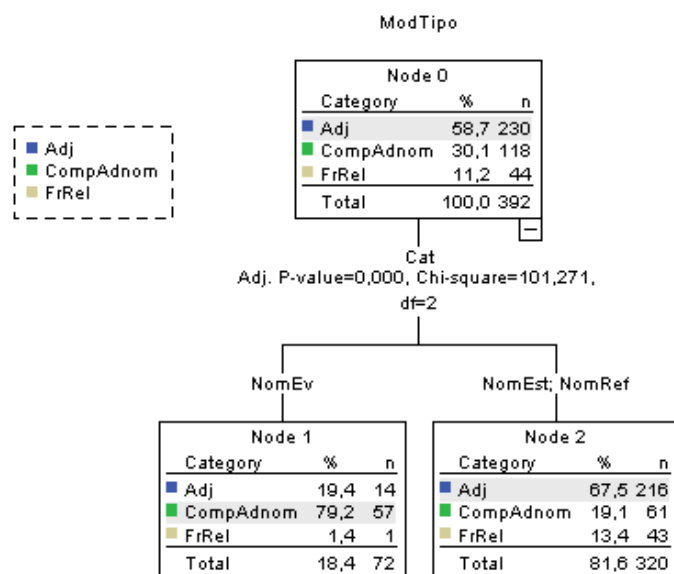 ModTipo
Node 0
Category % n
Adj 58,7 230
CompAdnom 30,1 118
FrRel 11,2 44
Total 100,0 392
Adj
CompAdnom
FrRel
Cat
Adj. P-value=0,000, Chi-square=101,271,
df=2
NomEv
NomEst; NomRef
Node 1
Category % n
Adj 19,4 14
CompAdnom 79,2 57
FrRel 1,4 1
Total 18,4 72
Node 2
Category % n
Adj 67,5 216
CompAdnom 19,1 61
FrRel 13,4 43
Total 81,6 320